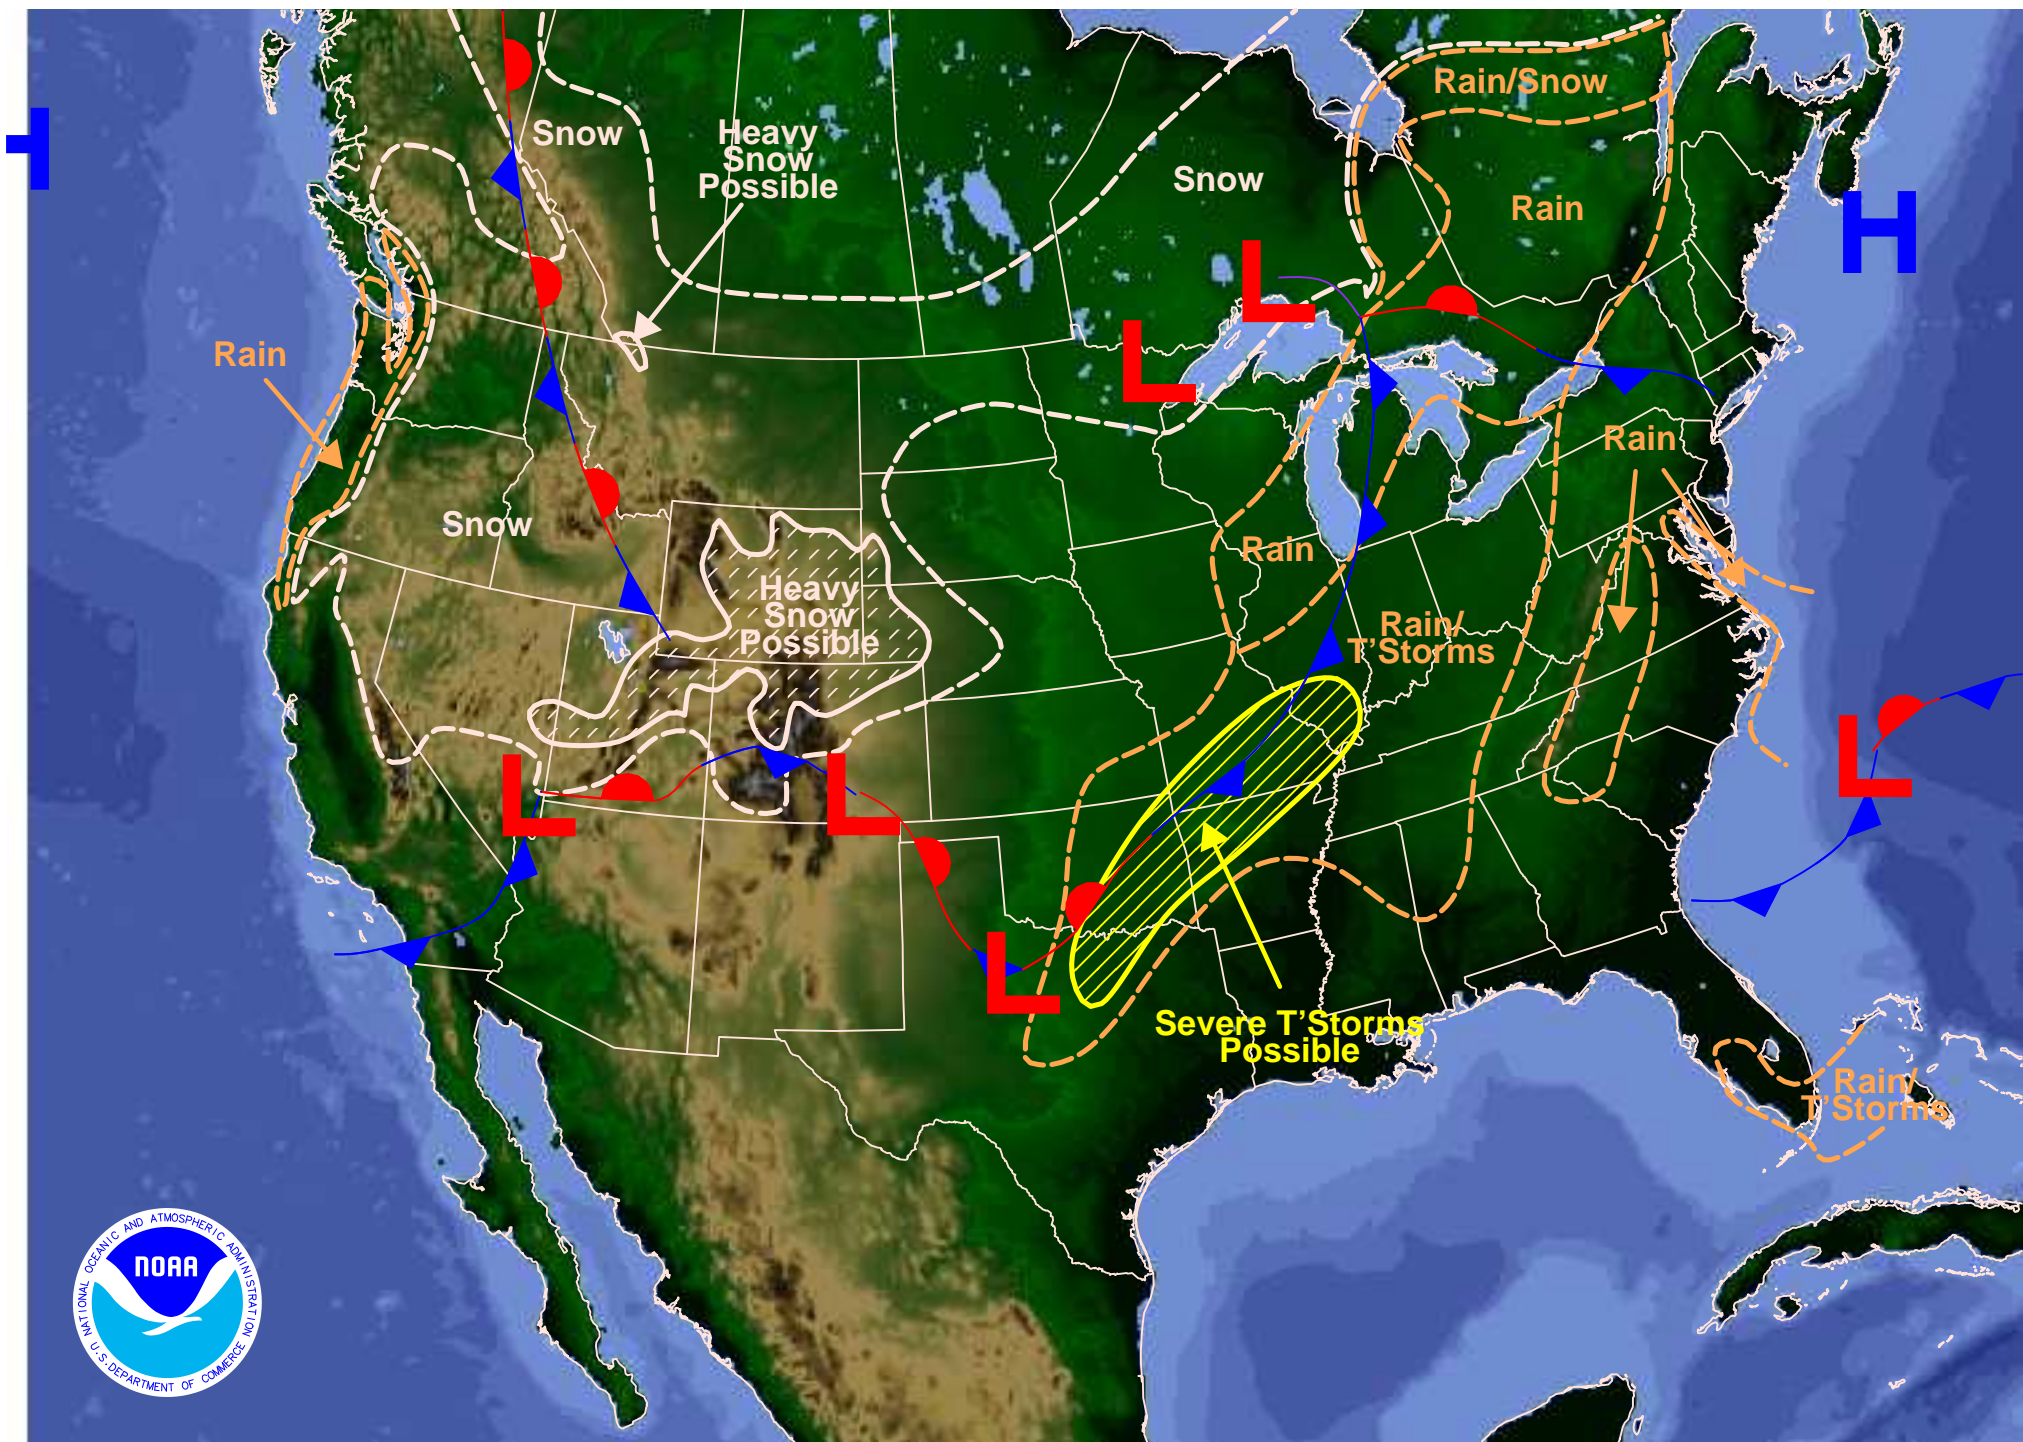 Rain/Snow
Snow
Heavy
Snow
Possible
Snow
Rain
H
L
L
Rain
Rain
Snow
Rain
Heavy
Snow
Possible
Rain/
T'Storms
L
L
L
L
Severe T'Storms
Possible
Rain/
T'Storms
NATIONAL OCEANIC AND ATMOSPHERIC ADMINISTRATION
NOAA
U.S. DEPARTMENT OF COMMERCE